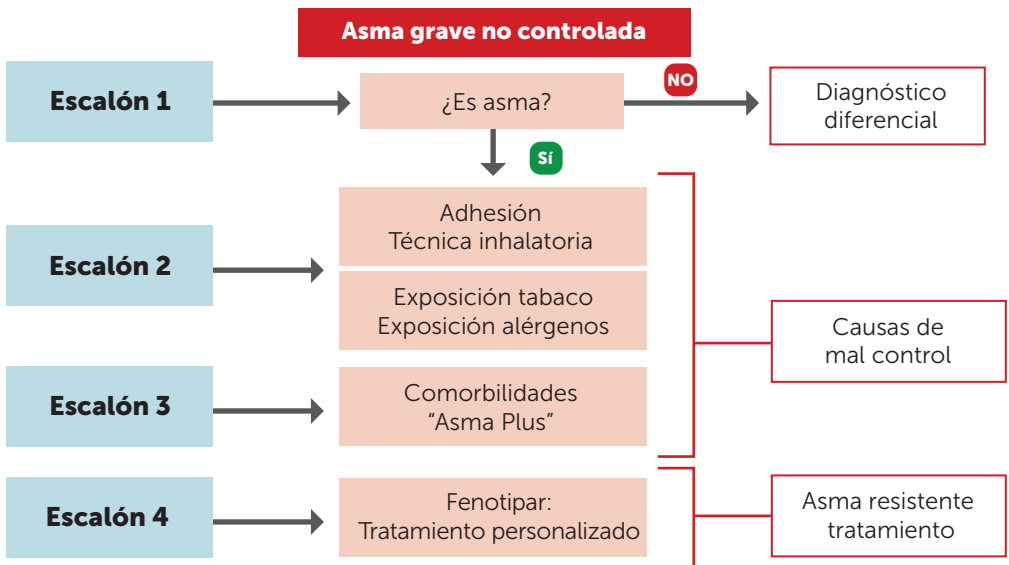 Asma grave no controlada
Escalón 1
¿Es asma?
NO
Diagnóstico
diferencial
Sí
Escalón 2
Adhesión
Técnica inhalatoria
Exposición tabaco
Exposición alérgenos
Causas de
mal control
Escalón 3
Comorbilidades
“Asma Plus”
Escalón 4
Fenotipar:
Tratamiento personalizado
Asma resistente
tratamiento